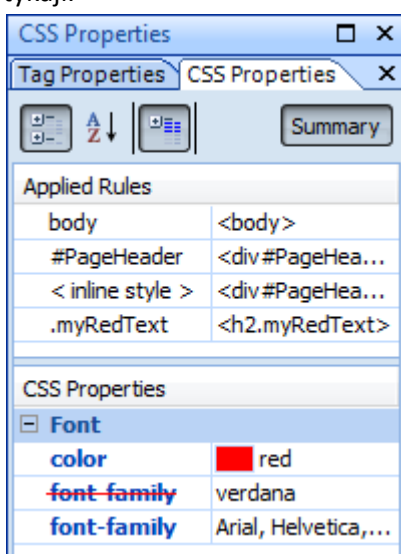 CSS Properties
Tag Properties CSS Properties
A Z Summary
Applied Rules
body <body>
#PageHeader <div#PageHea...
< inline style > <div#PageHea...
.myRedText <h2.myRedText>
CSS Properties
Font
color red
font-family verdana
font-family Arial, Helvetica,...